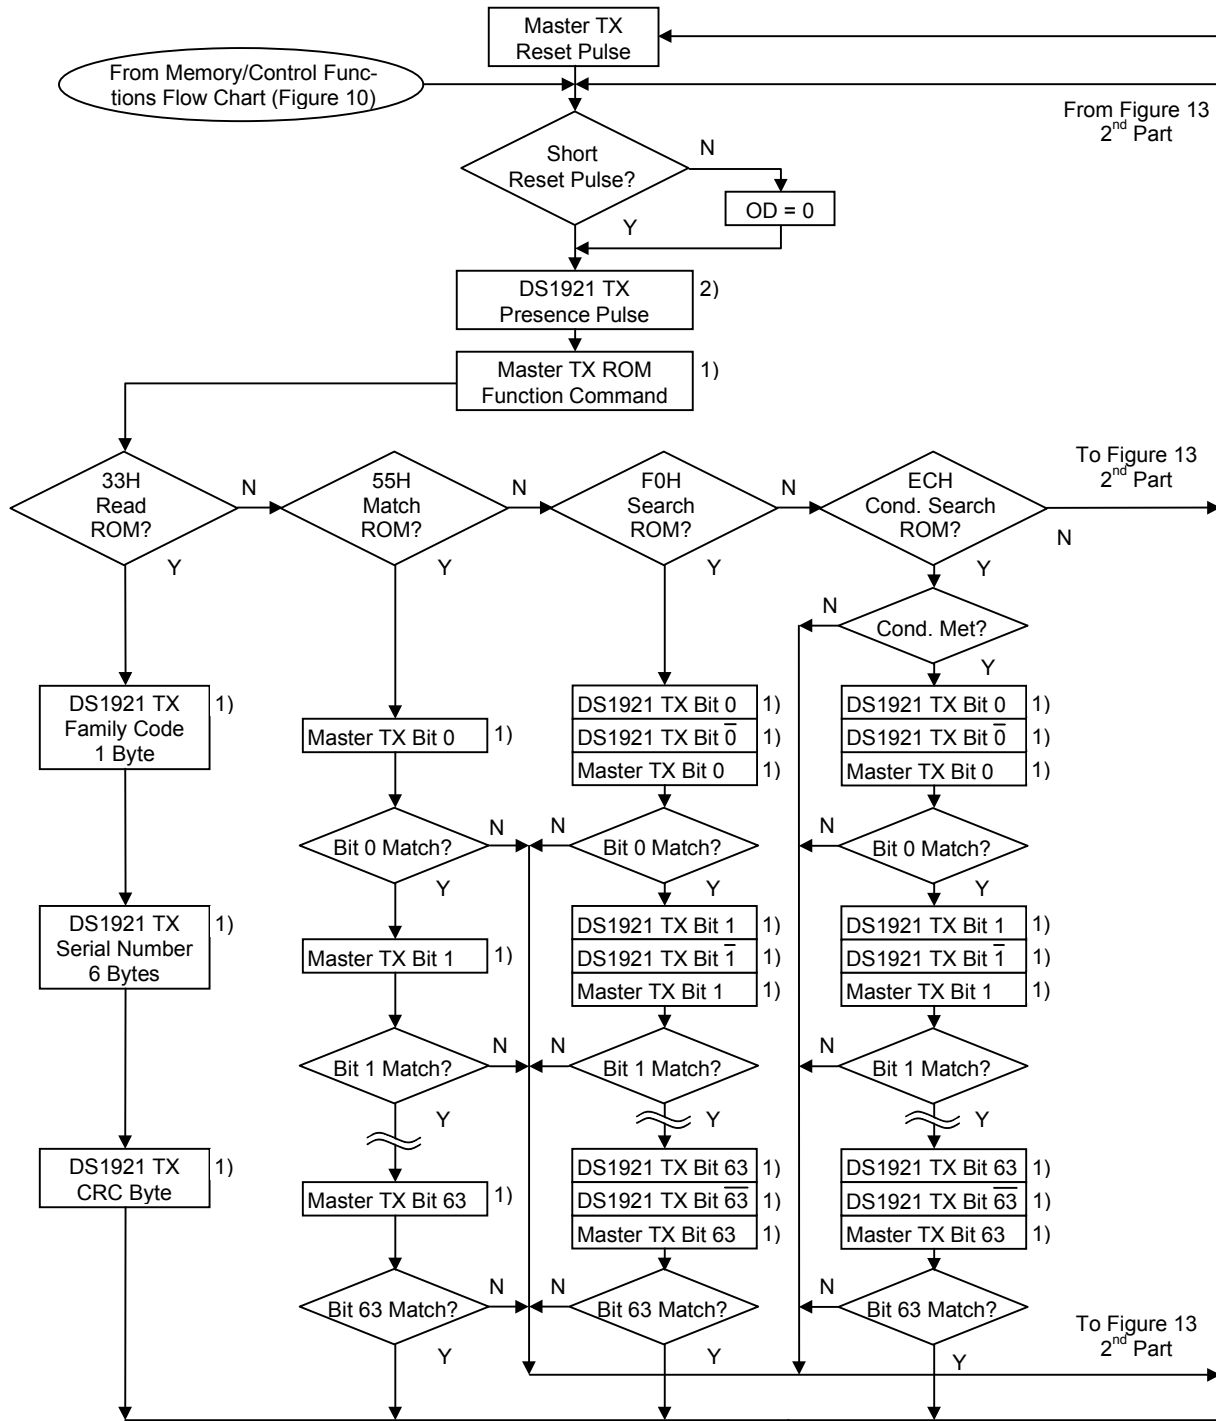 Master TX
Reset Pulse
From Memory/Control Func-
tions Flow Chart (Figure 10)
From Figure 13
2nd Part
Short
Reset Pulse?
N
OD = 0
Y
DS1921 TX
Presence Pulse
2)
Master TX ROM
Function Command
1)
To Figure 13
2nd Part
33H
Read
ROM?
N
Y
55H
Match
ROM?
N
Y
F0H
Search
ROM?
N
Y
ECH
Cond. Search
ROM?
N
Y
N
Cond. Met?
Y
DS1921 TX
Family Code
1 Byte
1)
DS1921 TX
Serial Number
6 Bytes
1)
DS1921 TX
CRC Byte
1)
Master TX Bit 0
1)
Bit 0 Match?
N
Y
Master TX Bit 1
1)
Bit 1 Match?
N
Y
Master TX Bit 63
1)
Bit 63 Match?
N
Y
DS1921 TX Bit 0
1)
DS1921 TX Bit 0̅
1)
Master TX Bit 0
1)
N
Bit 0 Match?
Y
DS1921 TX Bit 1
1)
DS1921 TX Bit 1̅
1)
Master TX Bit 1
1)
N
Bit 1 Match?
Y
DS1921 TX Bit 63
1)
DS1921 TX Bit 6̅3̅
1)
Master TX Bit 63
1)
N
Bit 63 Match?
Y
DS1921 TX Bit 0
1)
DS1921 TX Bit 0̅
1)
Master TX Bit 0
1)
N
Bit 0 Match?
Y
DS1921 TX Bit 1
1)
DS1921 TX Bit 1̅
1)
Master TX Bit 1
1)
N
Bit 1 Match?
Y
DS1921 TX Bit 63
1)
DS1921 TX Bit 6̅3̅
1)
Master TX Bit 63
1)
N
Bit 63 Match?
Y
To Figure 13
2nd Part